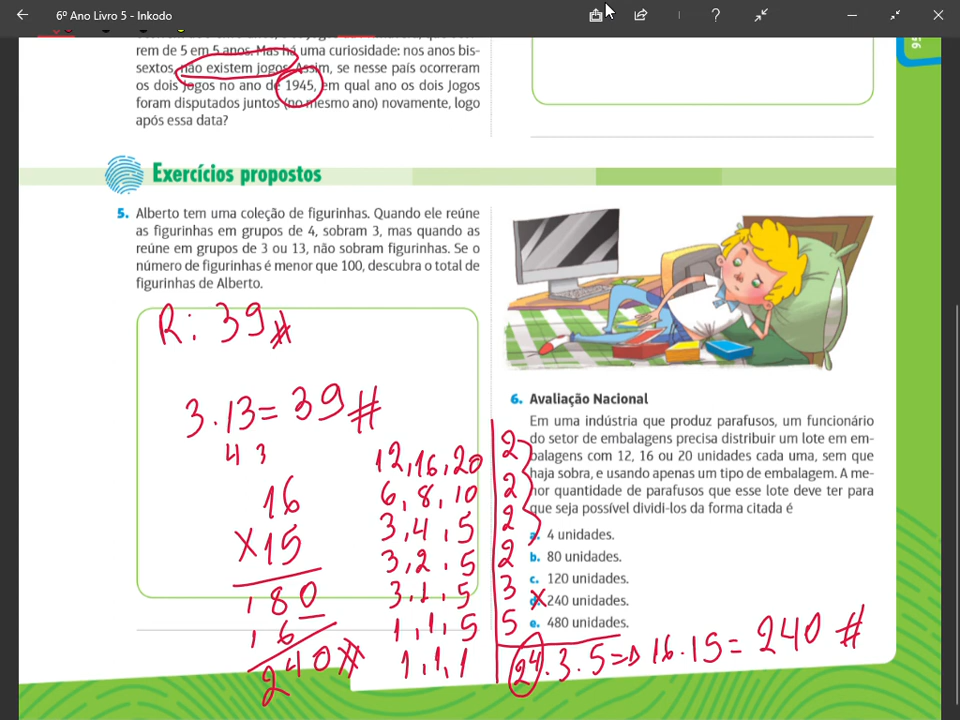 6º Ano Livro 5 - Inkodo
rem de 5 em 5 anos. Mas há uma curiosidade: nos anos bis-
sextos, não existem jogos. Assim, se nesse país ocorreram
os dois jogos no ano de 1945, em qual ano os dois Jogos
foram disputados juntos (no mesmo ano) novamente, logo
após essa data?
95
Exercícios propostos
5. Alberto tem uma coleção de figurinhas. Quando ele reúne
as figurinhas em grupos de 4, sobram 3, mas quando as
reúne em grupos de 3 ou 13, não sobram figurinhas. Se o
número de figurinhas é menor que 100, descubra o total de
figurinhas de Alberto.
R: 39#
3.13=39#
4 3
16
X15
180
16
240#
12,16,20 2
6,8,10 2
3,4,5 2
3,2,5 2
3,1,5 3
1,1,5 5
1,1,1 2⁴.3.5=> 16.15=240#
6. Avaliação Nacional
Em uma indústria que produz parafusos, um funcionário
do setor de embalagens precisa distribuir um lote em em-
balagens com 12, 16 ou 20 unidades cada uma, sem que
haja sobra, e usando apenas um tipo de embalagem. A me-
nor quantidade de parafusos que esse lote deve ter para
que seja possível dividi-los da forma citada é
a. 4 unidades.
b. 80 unidades.
c. 120 unidades.
d. 240 unidades.
e. 480 unidades.